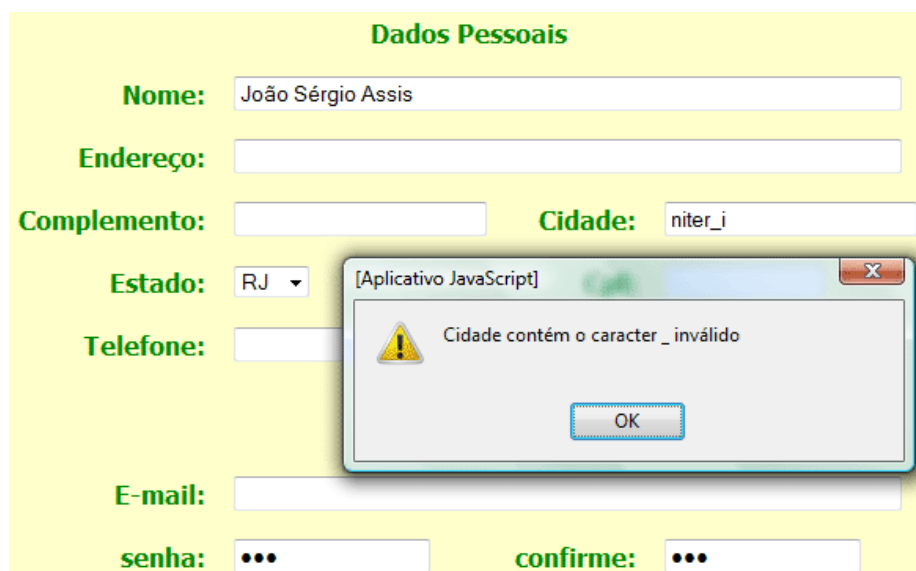 Dados Pessoais
Nome: João Sérgio Assis
Endereço:
Complemento: Cidade: niter_i
Estado: RJ
[Aplicativo JavaScript]
Telefone:
Cidade contém o caracter _ inválido
OK
E-mail:
senha: ••• confirme: •••